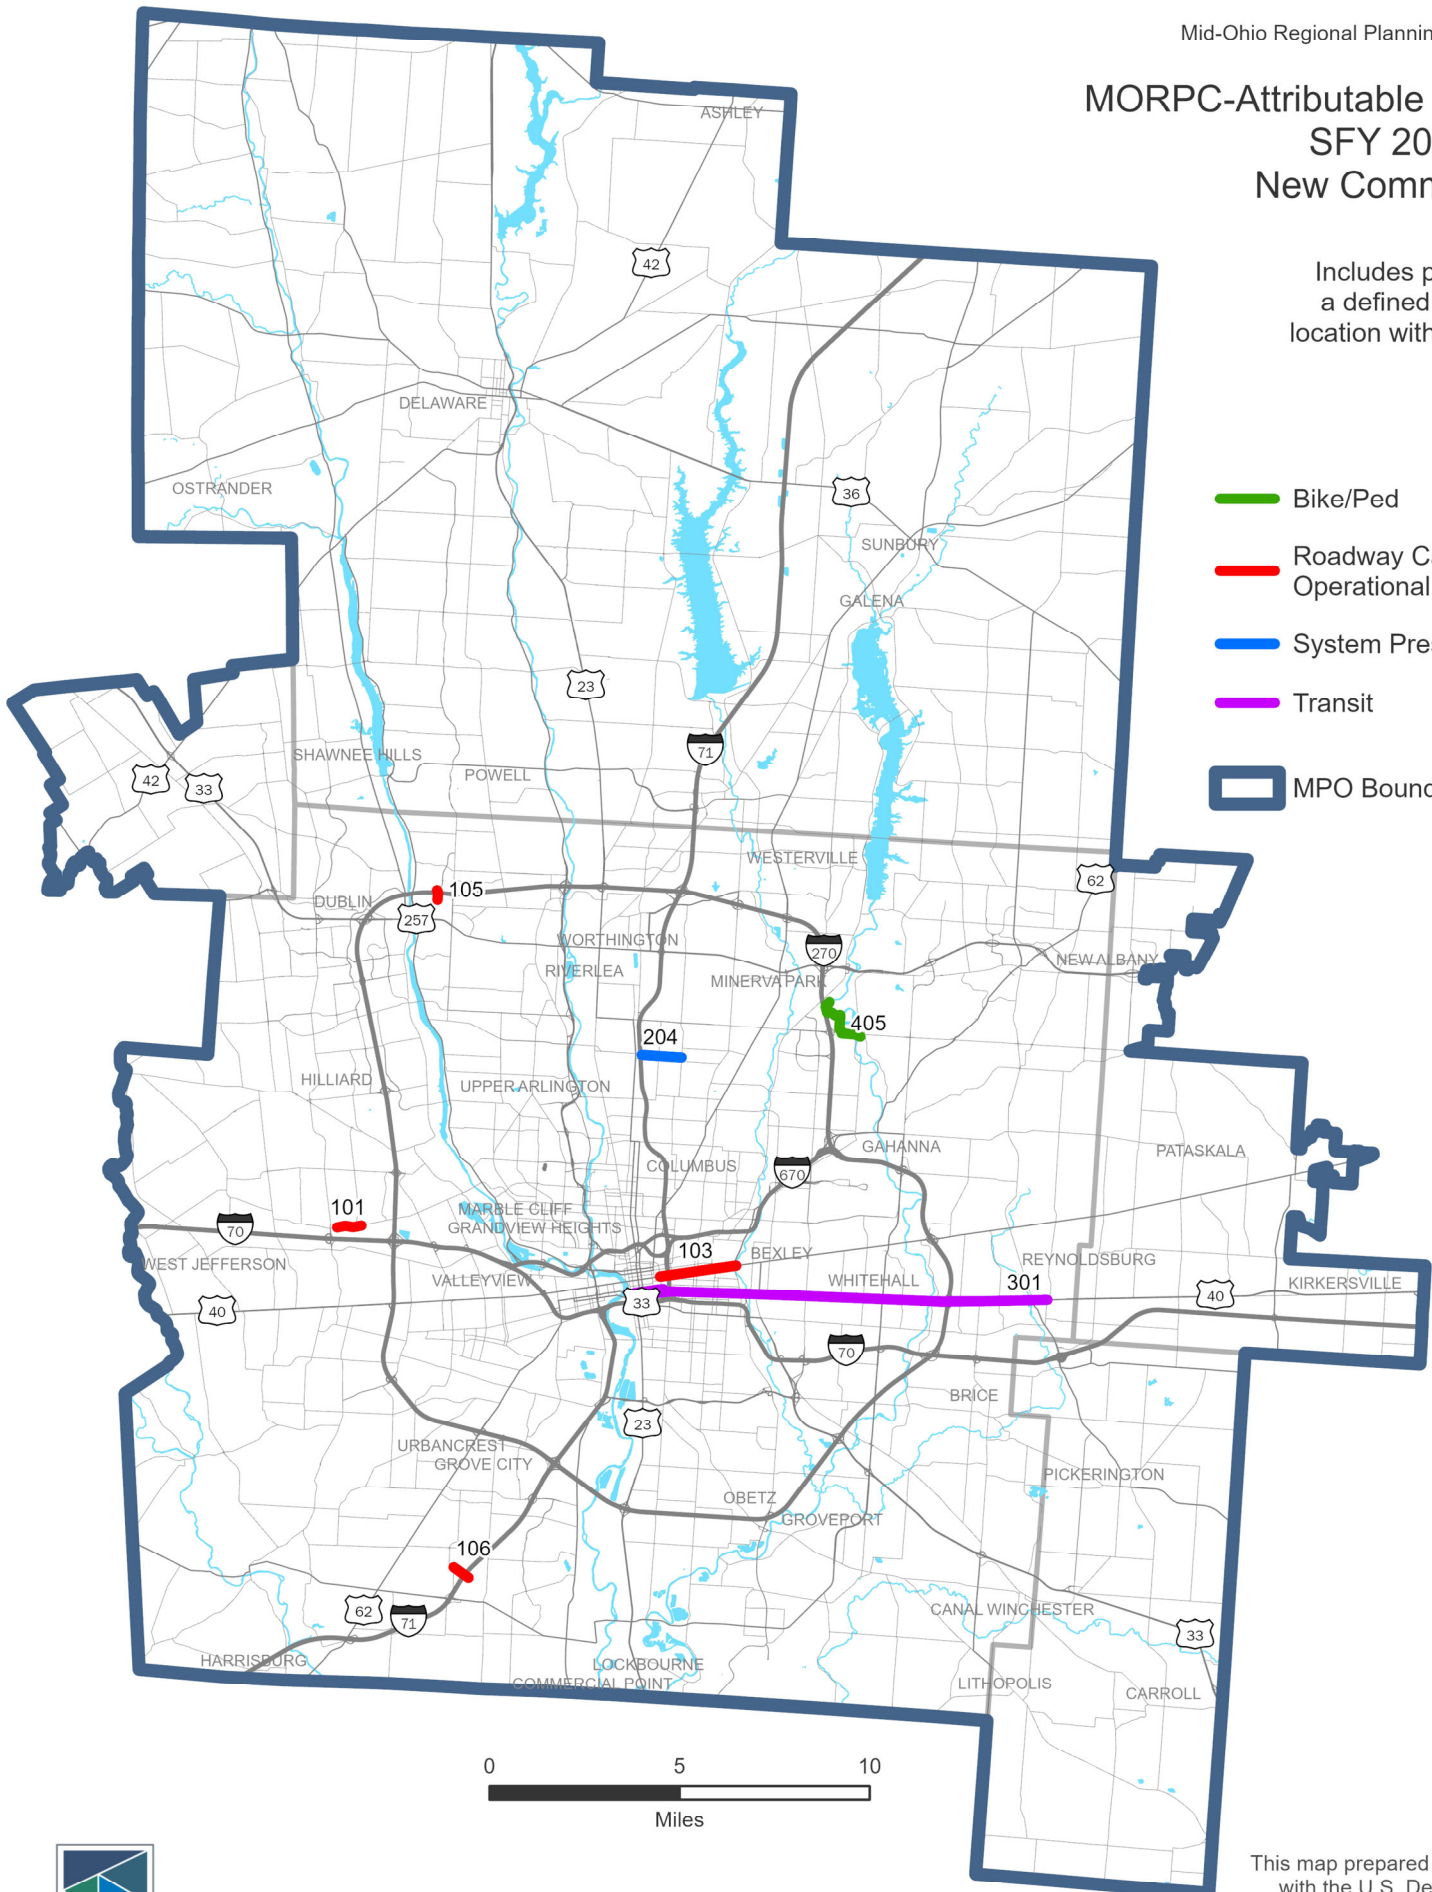 Mid-Ohio Regional Plannin
MORPC-Attributable
SFY 20
New Comm
Includes p
a defined
location with
Bike/Ped
Roadway Ca
Operational
System Pres
Transit
MPO Bound
ASHLEY
42
DELAWARE
OSTRANDER
36
SUNBURY
GALENA
23
71
SHAWNEE HILLS
POWELL
42
33
WESTERVILLE
62
105
DUBLIN
257
WORTHINGTON
270
NEW ALBANY
RIVERLEA
MINERVA PARK
405
204
HILLIARD
UPPER ARLINGTON
GAHANNA
PATASKALA
COLUMBUS
670
101
MARBLE CLIFF
70
GRANDVIEW HEIGHTS
103
BEXLEY
REYNOLDSBURG
WEST JEFFERSON
VALLEYVIEW
WHITEHALL
301
KIRKERSVILLE
40
33
40
70
BRICE
23
URBANCREST
GROVE CITY
PICKERINGTON
OBETZ
GROVEPORT
106
62
71
CANAL WINCHESTER
33
HARRISBURG
LOCKBOURNE
COMMERCIAL POINT
LITHOPOLIS
CARROLL
0 5 10
Miles
This map prepared
with the U.S. De